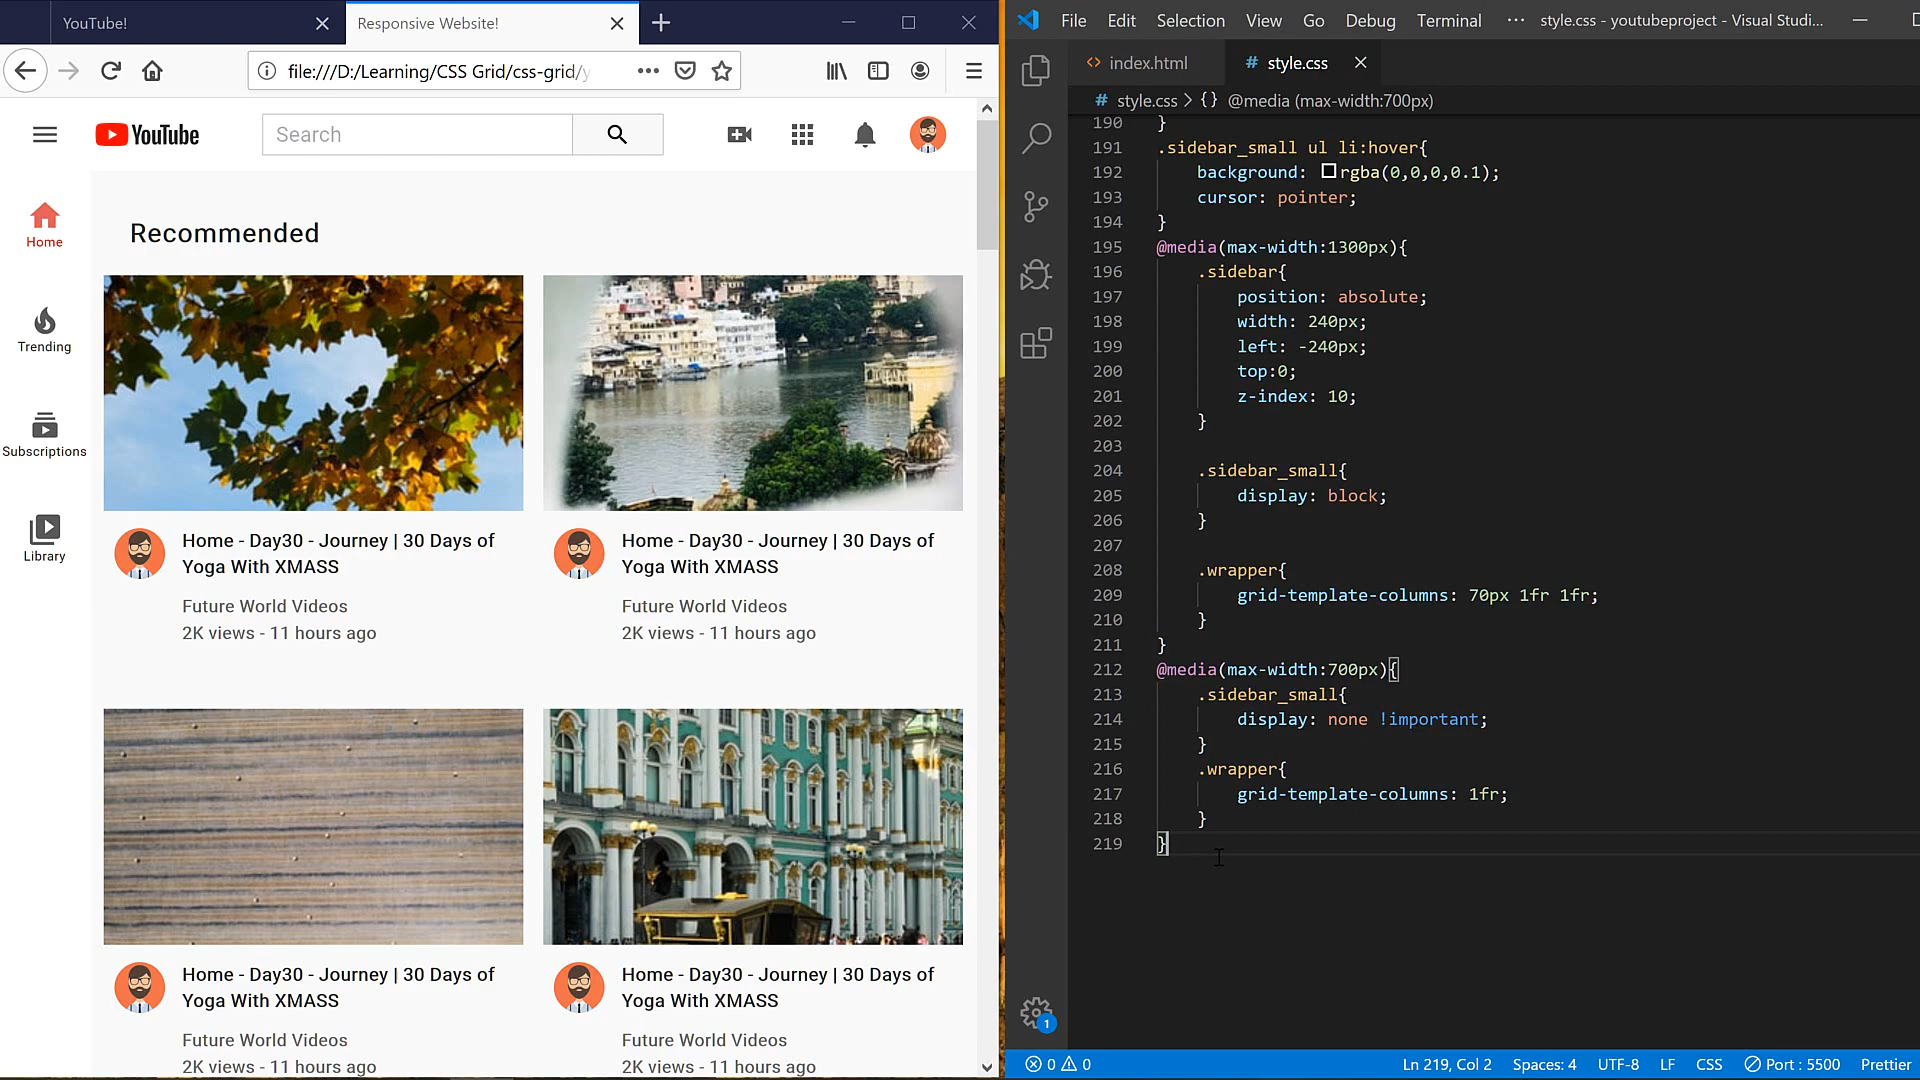 YouTube!
Responsive Website!
file:///D:/Learning/CSS Grid/css-grid/y
YouTube
Search
Home
Trending
Subscriptions
Library
Recommended
Home - Day30 - Journey | 30 Days of
Yoga With XMASS
Future World Videos
2K views - 11 hours ago
Home - Day30 - Journey | 30 Days of
Yoga With XMASS
Future World Videos
2K views - 11 hours ago
Home - Day30 - Journey | 30 Days of
Yoga With XMASS
Future World Videos
2K views - 11 hours ago
Home - Day30 - Journey | 30 Days of
Yoga With XMASS
Future World Videos
2K views - 11 hours ago
File Edit Selection View Go Debug Terminal ··· style.css - youtubeproject - Visual Studi...
<> index.html # style.css
# style.css > {} @media (max-width:700px)
190 }
191 .sidebar_small ul li:hover{
192 background: rgba(0,0,0,0.1);
193 cursor: pointer;
194 }
195 @media(max-width:1300px){
196 .sidebar{
197 position: absolute;
198 width: 240px;
199 left: -240px;
200 top:0;
201 z-index: 10;
202 }
203
204 .sidebar_small{
205 display: block;
206 }
207
208 .wrapper{
209 grid-template-columns: 70px 1fr 1fr;
210 }
211 }
212 @media(max-width:700px){
213 .sidebar_small{
214 display: none !important;
215 }
216 .wrapper{
217 grid-template-columns: 1fr;
218 }
219 }
1
0 0 Ln 219, Col 2 Spaces: 4 UTF-8 LF CSS Port : 5500 Prettier